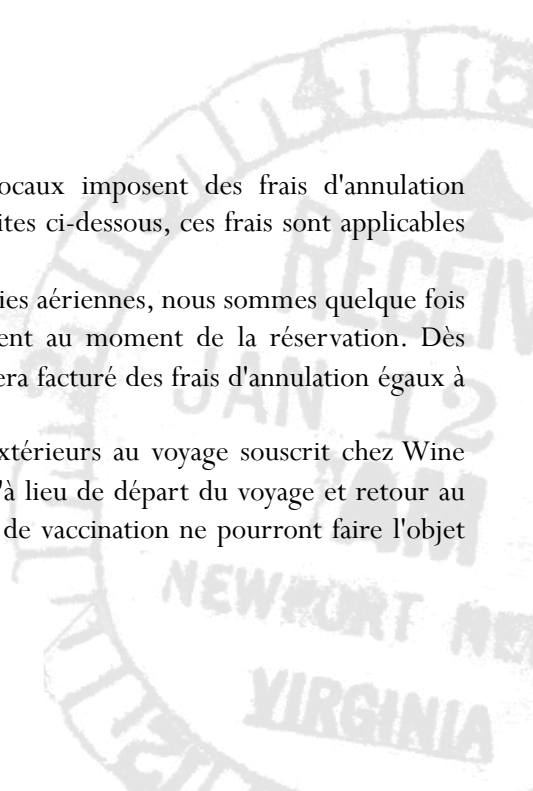 ocaux imposent des frais d'annulation
ites ci-dessous, ces frais sont applicables
ies aériennes, nous sommes quelque fois
ent au moment de la réservation. Dès
era facturé des frais d'annulation égaux à
xtérieurs au voyage souscrit chez Wine
'à lieu de départ du voyage et retour au
de vaccination ne pourront faire l'objet
RECEIV
JAN 12
AM
NEWPORT NEW
VIRGINIA